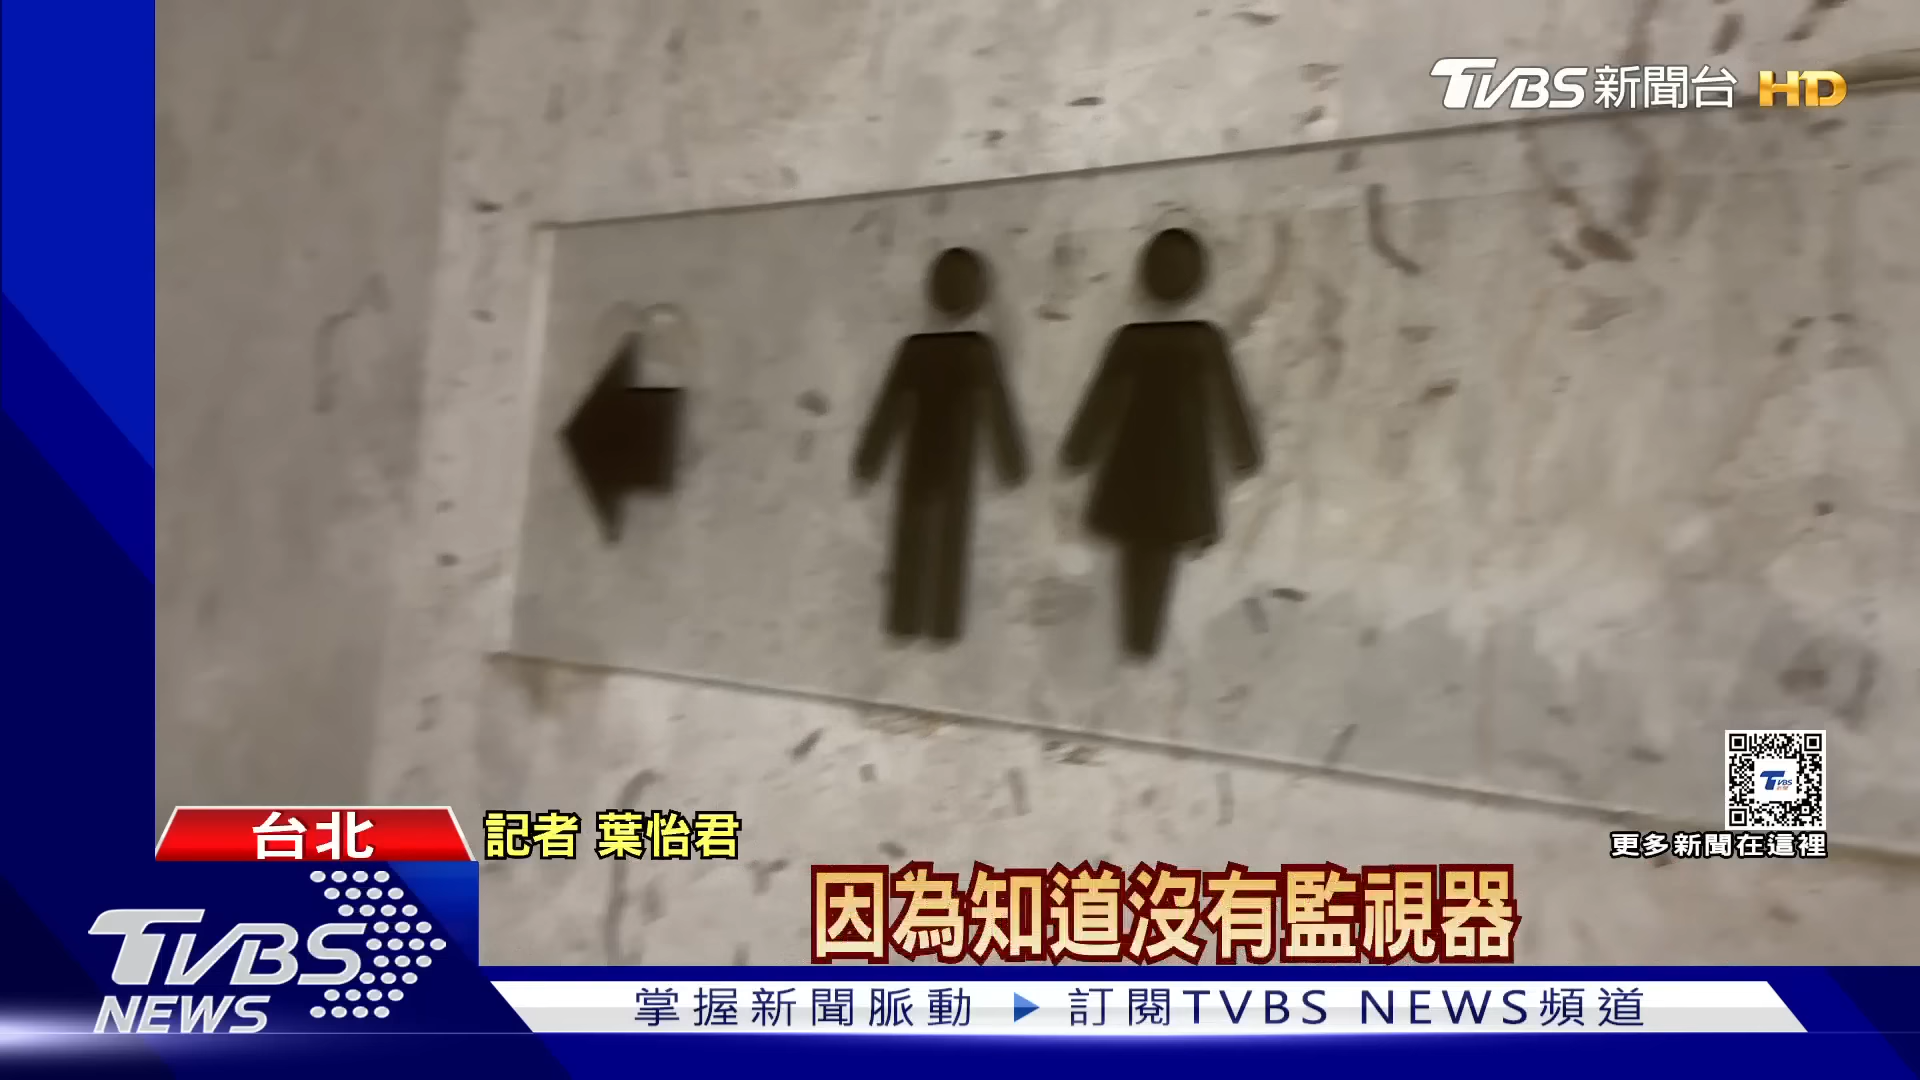 TVBS新聞台 HD
TVBS
更多新聞在這裡
台北
記者 葉怡君
因為知道沒有監視器
TVBS
NEWS
掌握新聞脈動 ▶ 訂閱TVBS NEWS頻道